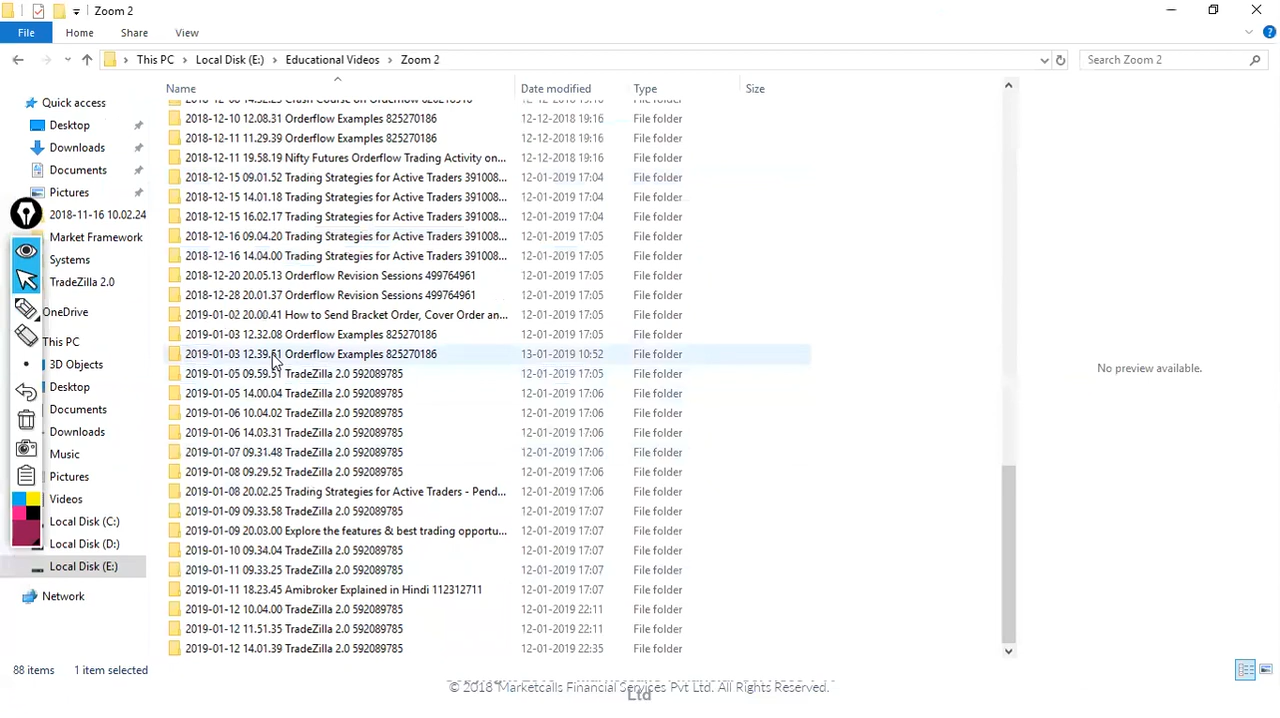 Zoom 2
File Home Share View
This PC Local Disk (E:) Educational Videos Zoom 2 Search Zoom 2
Name Date modified Type Size
Quick access
Desktop
Downloads
Documents
Pictures
2018-11-16 10.02.24
Market Framework
Systems
TradeZilla 2.0
OneDrive
This PC
3D Objects
Desktop
Documents
Downloads
Music
Pictures
Videos
Local Disk (C:)
Local Disk (D:)
Local Disk (E:)
Network
2018-12-10 12.08.31 Orderflow Examples 825270186 12-12-2018 19:16 File folder
2018-12-11 11.29.39 Orderflow Examples 825270186 12-12-2018 19:16 File folder
2018-12-11 19.58.19 Nifty Futures Orderflow Trading Activity on... 12-12-2018 19:16 File folder
2018-12-15 09.01.52 Trading Strategies for Active Traders 391008... 12-01-2019 17:04 File folder
2018-12-15 14.01.18 Trading Strategies for Active Traders 391008... 12-01-2019 17:04 File folder
2018-12-15 16.02.17 Trading Strategies for Active Traders 391008... 12-01-2019 17:04 File folder
2018-12-16 09.04.20 Trading Strategies for Active Traders 391008... 12-01-2019 17:05 File folder
2018-12-16 14.04.00 Trading Strategies for Active Traders 391008... 12-01-2019 17:05 File folder
2018-12-20 20.05.13 Orderflow Revision Sessions 499764961 12-01-2019 17:05 File folder
2018-12-28 20.01.37 Orderflow Revision Sessions 499764961 12-01-2019 17:05 File folder
2019-01-02 20.00.41 How to Send Bracket Order, Cover Order an... 12-01-2019 17:05 File folder
2019-01-03 12.32.08 Orderflow Examples 825270186 12-01-2019 17:05 File folder
2019-01-03 12.39.51 Orderflow Examples 825270186 13-01-2019 10:52 File folder
2019-01-05 09.59.51 TradeZilla 2.0 592089785 12-01-2019 17:05 File folder
2019-01-05 14.00.04 TradeZilla 2.0 592089785 12-01-2019 17:06 File folder
2019-01-06 10.04.02 TradeZilla 2.0 592089785 12-01-2019 17:06 File folder
2019-01-06 14.03.31 TradeZilla 2.0 592089785 12-01-2019 17:06 File folder
2019-01-07 09.31.48 TradeZilla 2.0 592089785 12-01-2019 17:06 File folder
2019-01-08 09.29.52 TradeZilla 2.0 592089785 12-01-2019 17:06 File folder
2019-01-08 20.02.25 Trading Strategies for Active Traders - Pend... 12-01-2019 17:06 File folder
2019-01-09 09.33.58 TradeZilla 2.0 592089785 12-01-2019 17:07 File folder
2019-01-09 20.03.00 Explore the features & best trading opportu... 12-01-2019 17:07 File folder
2019-01-10 09.34.04 TradeZilla 2.0 592089785 12-01-2019 17:07 File folder
2019-01-11 09.33.25 TradeZilla 2.0 592089785 12-01-2019 17:07 File folder
2019-01-11 18.23.45 Amibroker Explained in Hindi 112312711 12-01-2019 17:07 File folder
2019-01-12 10.04.00 TradeZilla 2.0 592089785 12-01-2019 22:11 File folder
2019-01-12 11.51.35 TradeZilla 2.0 592089785 12-01-2019 22:11 File folder
2019-01-12 14.01.39 TradeZilla 2.0 592089785 12-01-2019 22:35 File folder
No preview available.
88 items 1 item selected
© 2018 Marketcalls Financial Services Pvt Ltd. All Rights Reserved.
Ltd